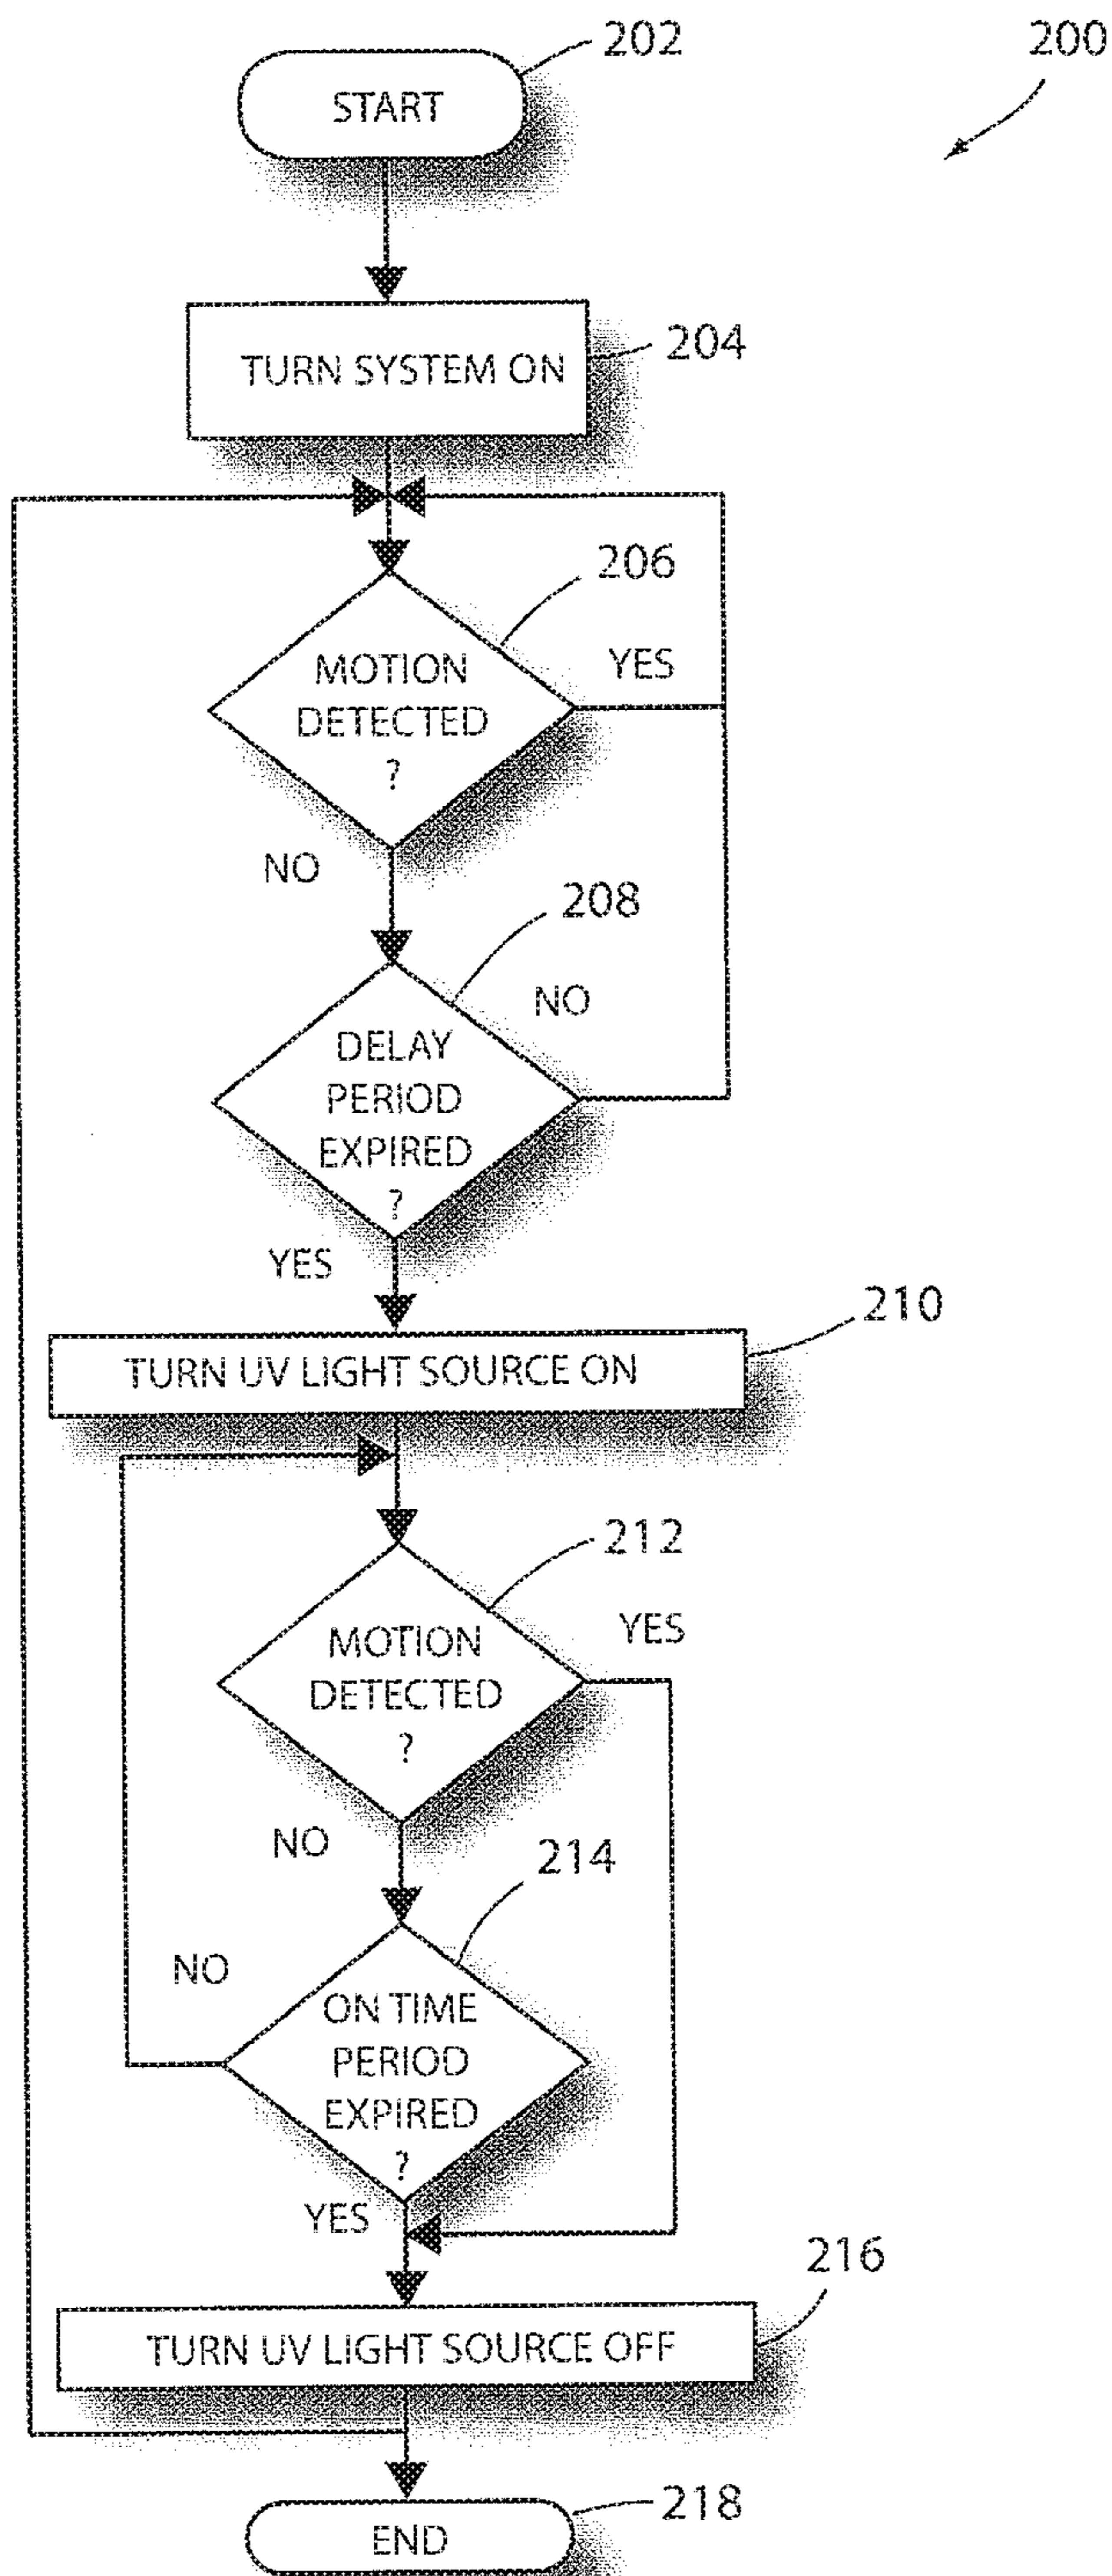 202
200
START
TURN SYSTEM ON
204
206
MOTION
DETECTED
?
YES
NO
208
DELAY
PERIOD
EXPIRED
?
NO
YES
210
TURN UV LIGHT SOURCE ON
212
MOTION
DETECTED
?
YES
NO
214
NO
ON TIME
PERIOD
EXPIRED
?
YES
216
TURN UV LIGHT SOURCE OFF
218
END